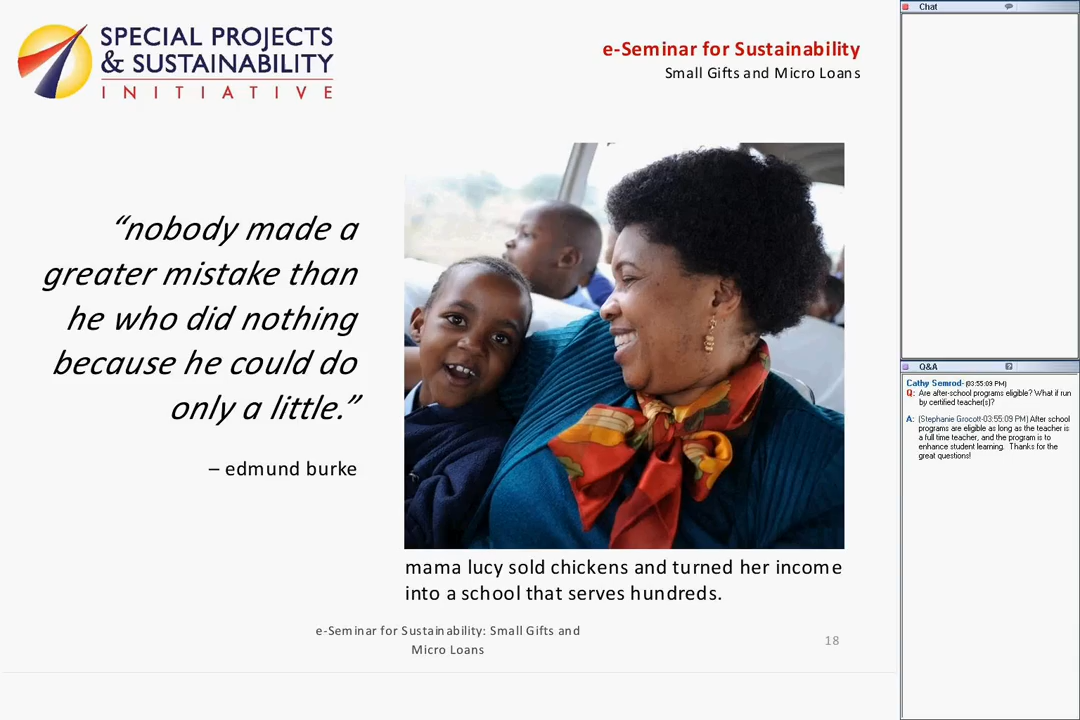 SPECIAL PROJECTS
& SUSTAINABILITY
INITIATIVE
e-Seminar for Sustainability
Small Gifts and Micro Loans
“nobody made a
greater mistake than
he who did nothing
because he could do
only a little.”
– edmund burke
mama lucy sold chickens and turned her income
into a school that serves hundreds.
e-Seminar for Sustainability: Small Gifts and
Micro Loans
18
Chat
Q&A
Cathy Semrod- (03:55:09 PM)
Q: Are after-school programs eligible? What if run
by certified teacher(s)?
A: (Stephanie Grocott-03:55:09 PM) After school
programs are eligible as long as the teacher is
a full time teacher, and the program is to
enhance student learning. Thanks for the
great questions!